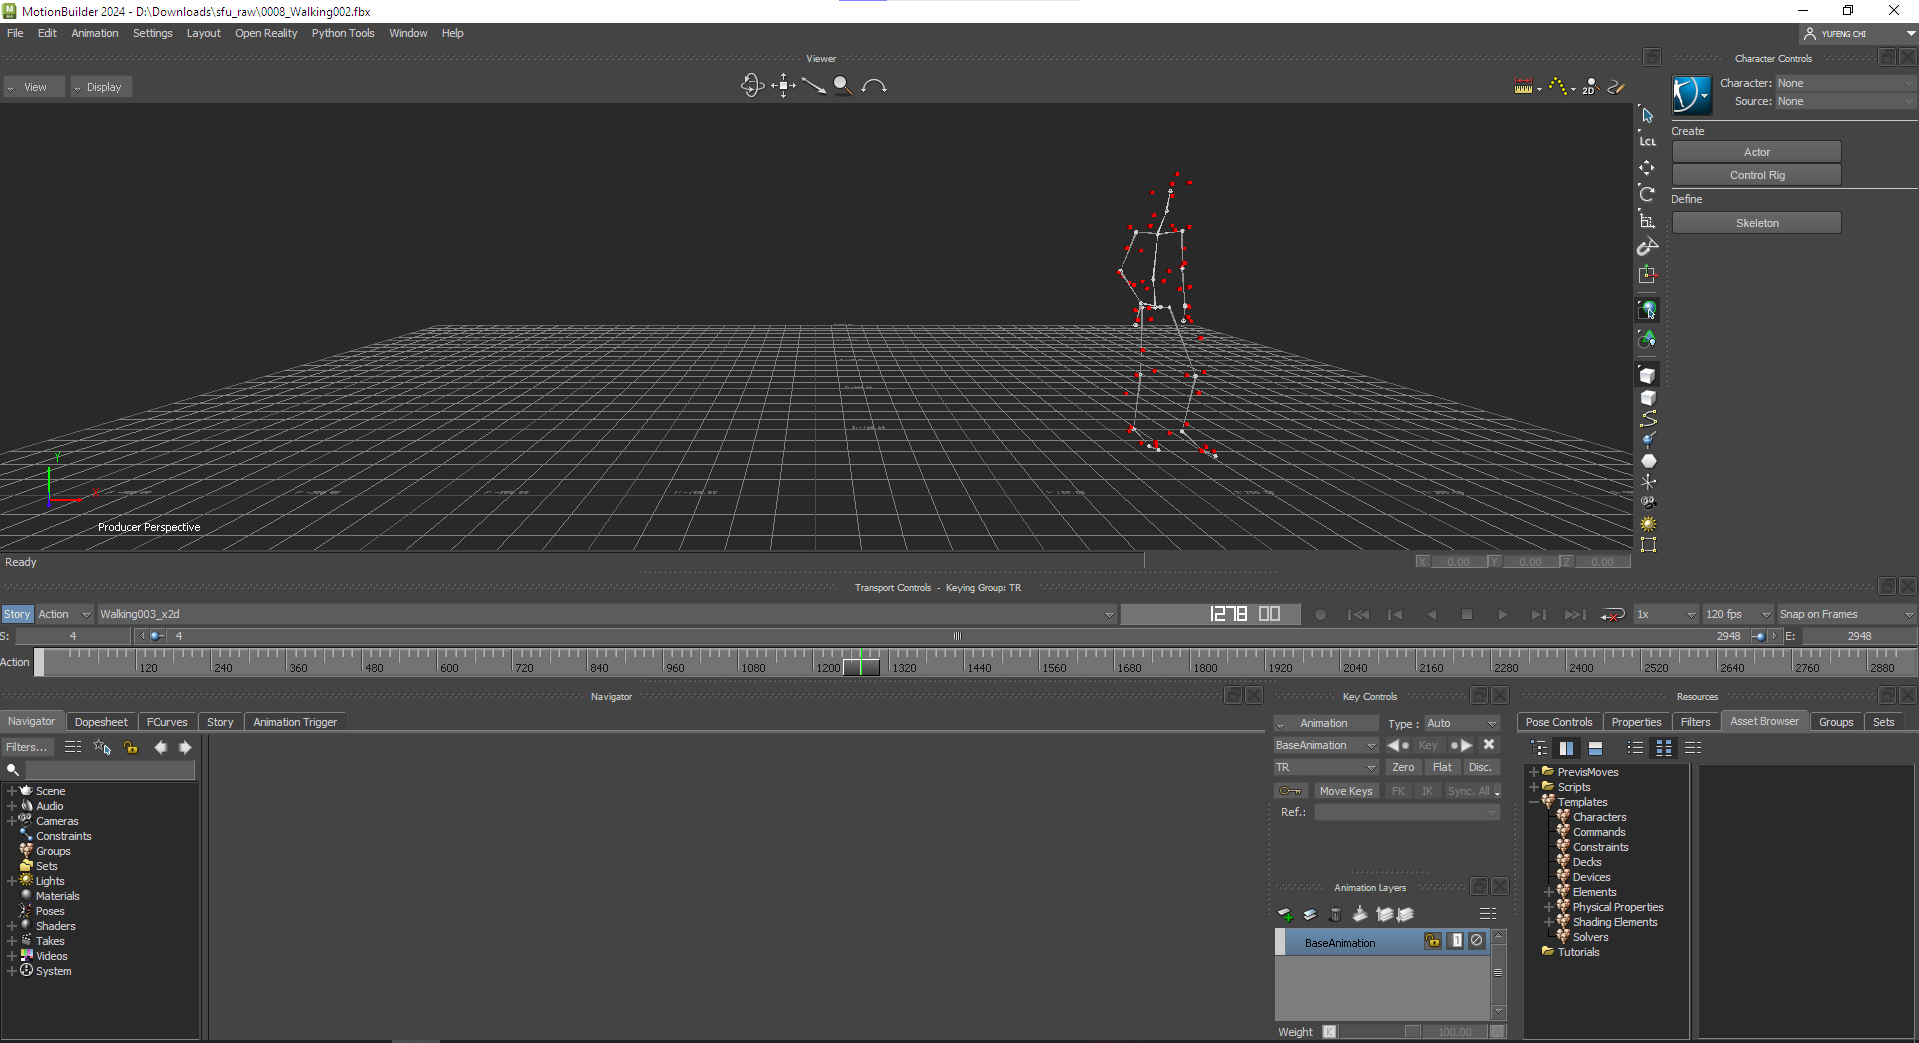 MotionBuilder 2024 - D:\Downloads\sfu_raw\0008_Walking002.fbx
File Edit Animation Settings Layout Open Reality Python Tools Window Help
YUFENG CHI
Viewer
Character Controls
View Display
2D
Character: None
Source: None
LCL
Create
Actor
Control Rig
Define
Skeleton
Y
X
Producer Perspective
Ready
X 0.00 Y 0.00 Z 0.00
Transport Controls - Keying Group: TR
Story Action Walking003_x2d 1278 00 1x 120 fps Snap on Frames
S: 4 4 2948 E: 2948
Action 120 240 360 480 600 720 840 960 1080 1200 1320 1440 1560 1680 1800 1920 2040 2160 2280 2400 2520 2640 2760 2880
Navigator
Key Controls
Resources
Navigator Dopesheet FCurves Story Animation Trigger
Filters...
Scene
Audio
Cameras
Constraints
Groups
Sets
Lights
Materials
Poses
Shaders
Takes
Videos
System
Animation Type : Auto
BaseAnimation Key
TR Zero Flat Disc.
Move Keys FK IK Sync. All
Ref.:
Animation Layers
BaseAnimation 1
Weight K 100.00
Pose Controls Properties Filters Asset Browser Groups Sets
PrevisMoves
Scripts
Templates
Characters
Commands
Constraints
Decks
Devices
Elements
Physical Properties
Shading Elements
Solvers
Tutorials